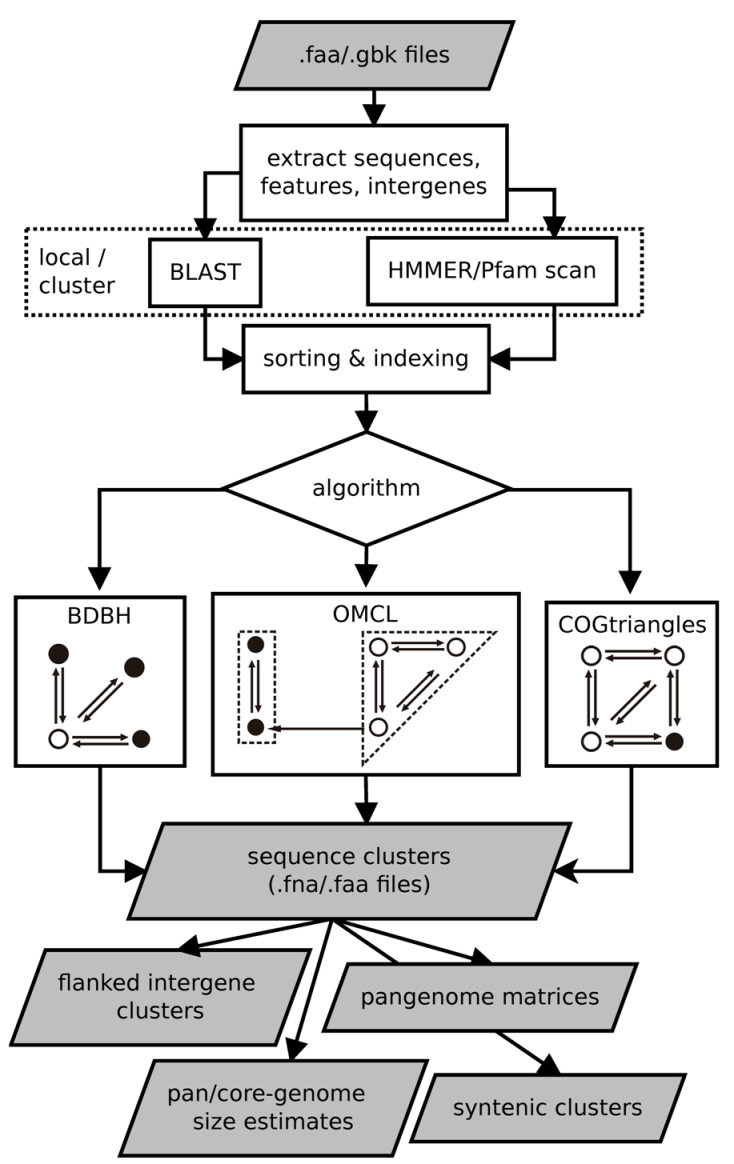 .faa/.gbk files
extract sequences,
features, intergenes
local /
cluster
BLAST
HMMER/Pfam scan
sorting & indexing
algorithm
BDBH
OMCL
COGtriangles
sequence clusters
(.fna/.faa files)
flanked intergene
clusters
pangenome matrices
pan/core-genome
size estimates
syntenic clusters